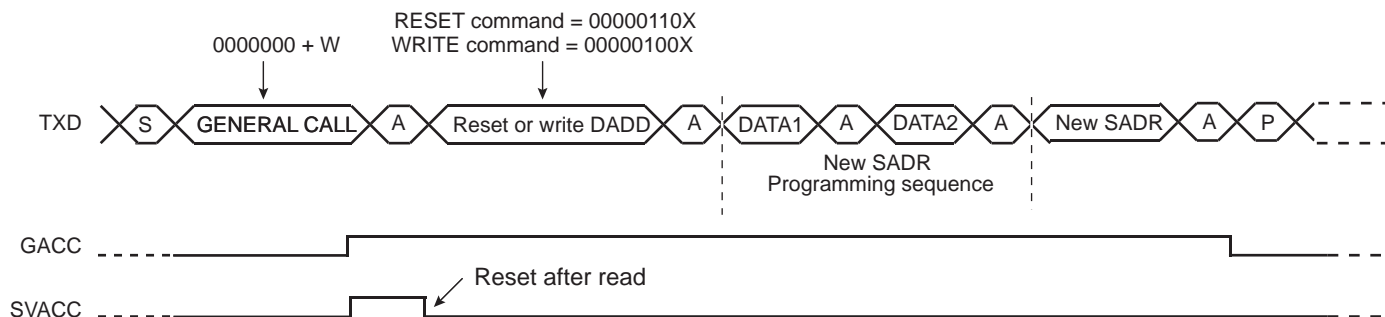 RESET command = 00000110X
0000000 + W
WRITE command = 00000100X
TXD
S
GENERAL CALL
A
Reset or write DADD
A
DATA1
A
DATA2
A
New SADR
A
P
New SADR
Programming sequence
GACC
Reset after read
SVACC